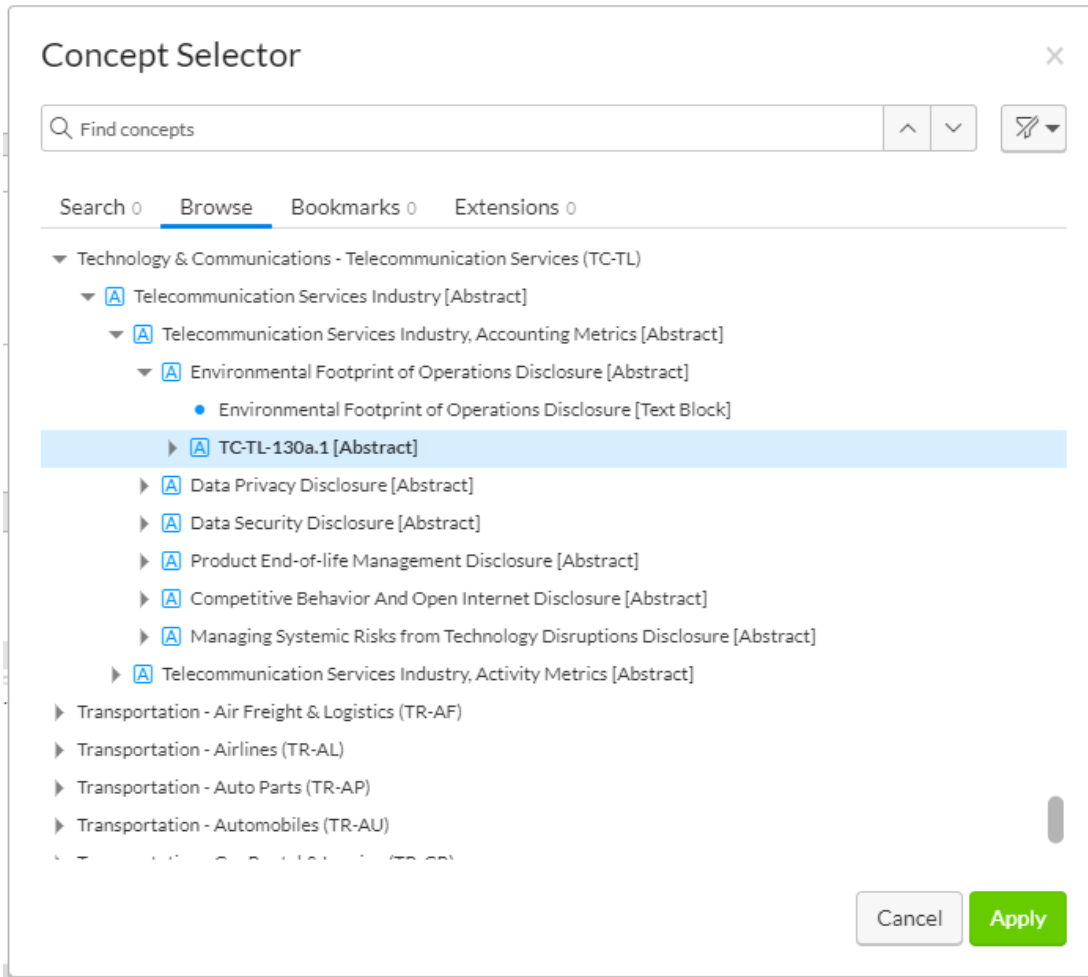 Concept Selector
Find concepts
Search 0 Browse Bookmarks 0 Extensions 0
Technology & Communications - Telecommunication Services (TC-TL)
A Telecommunication Services Industry [Abstract]
A Telecommunication Services Industry, Accounting Metrics [Abstract]
A Environmental Footprint of Operations Disclosure [Abstract]
Environmental Footprint of Operations Disclosure [Text Block]
A TC-TL-130a.1 [Abstract]
A Data Privacy Disclosure [Abstract]
A Data Security Disclosure [Abstract]
A Product End-of-life Management Disclosure [Abstract]
A Competitive Behavior And Open Internet Disclosure [Abstract]
A Managing Systemic Risks from Technology Disruptions Disclosure [Abstract]
A Telecommunication Services Industry, Activity Metrics [Abstract]
Transportation - Air Freight & Logistics (TR-AF)
Transportation - Airlines (TR-AL)
Transportation - Auto Parts (TR-AP)
Transportation - Automobiles (TR-AU)
Cancel Apply